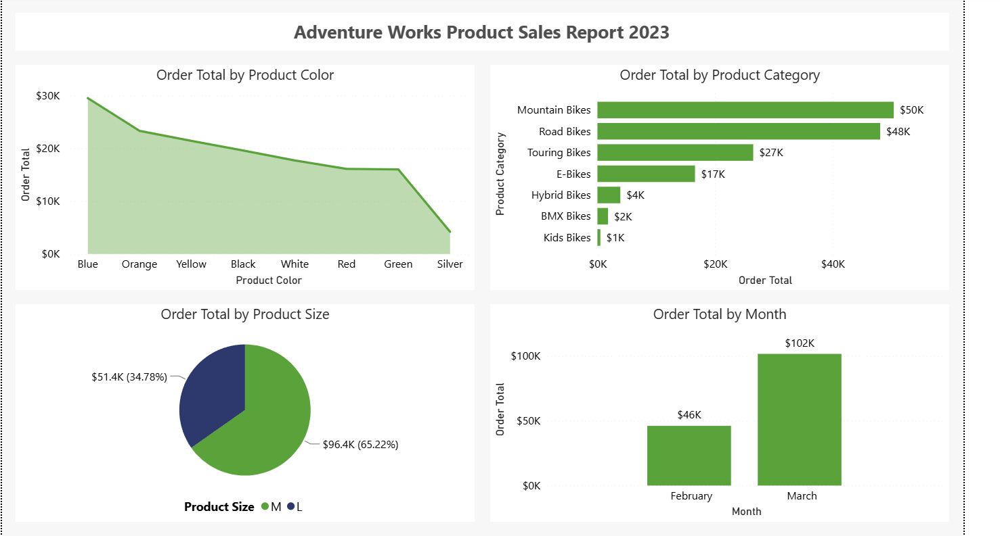 Adventure Works Product Sales Report 2023
Order Total by Product Color
Order Total
$30K
$20K
$10K
$0K
Blue Orange Yellow Black White Red Green Silver
Product Color
Order Total by Product Category
Product Category
Mountain Bikes $50K
Road Bikes $48K
Touring Bikes $27K
E-Bikes $17K
Hybrid Bikes $4K
BMX Bikes $2K
Kids Bikes $1K
$0K $20K $40K
Order Total
Order Total by Product Size
$51.4K (34.78%)
$96.4K (65.22%)
Product Size M L
Order Total by Month
Order Total
$102K
$100K
$46K
$50K
$0K
February March
Month